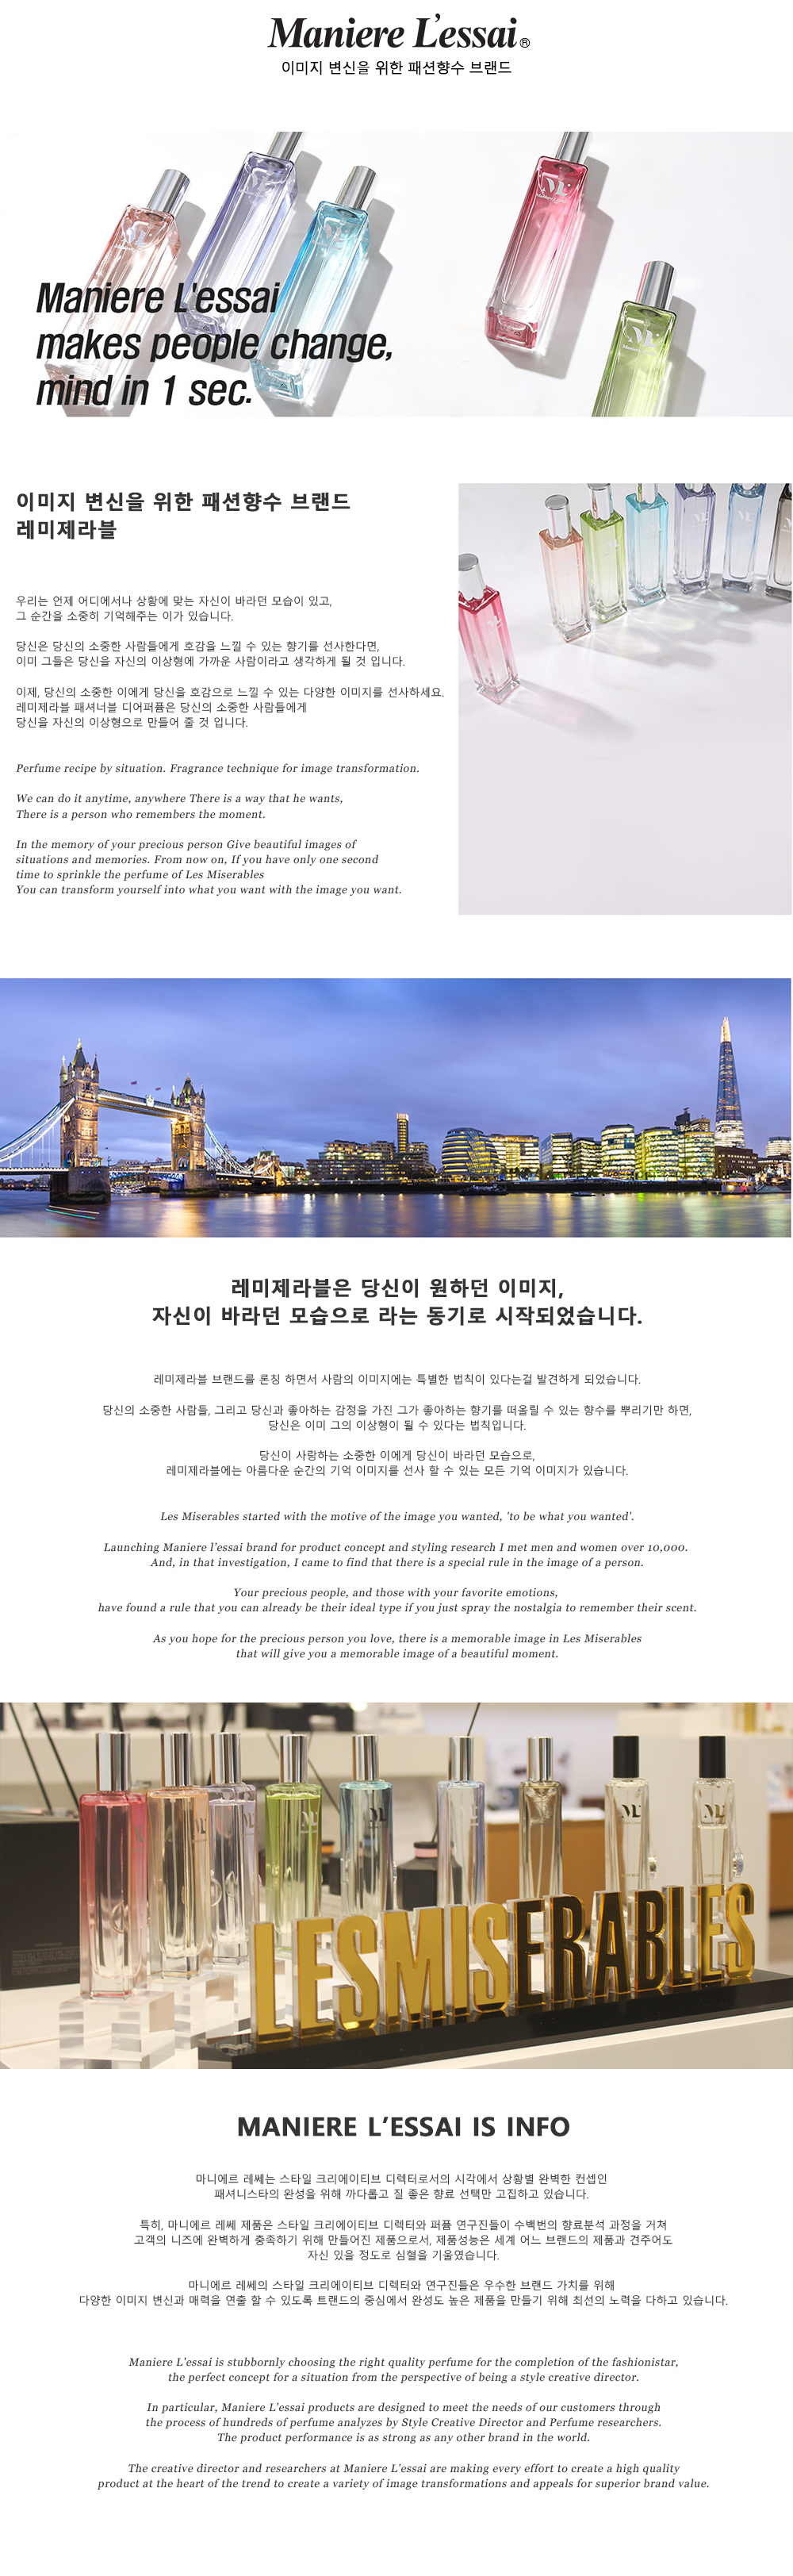 Maniere L'essai®
이미지 변신을 위한 패션향수 브랜드
Maniere L'essai
makes people change,
mind in 1 sec.
이미지 변신을 위한 패션향수 브랜드
레미제라블
우리는 언제 어디에서나 상황에 맞는 자신이 바라던 모습이 있고,
그 순간을 소중히 기억해주는 이가 있습니다.
당신은 당신의 소중한 사람들에게 호감을 느낄 수 있는 향기를 선사한다면,
이미 그들은 당신을 자신의 이상형에 가까운 사람이라고 생각하게 될 것 입니다.
이제, 당신의 소중한 이에게 당신을 호감으로 느낄 수 있는 다양한 이미지를 선사하세요.
레미제라블 패셔너블 디어퍼퓸은 당신의 소중한 사람들에게
당신을 자신의 이상형으로 만들어 줄 것 입니다.
Perfume recipe by situation. Fragrance technique for image transformation.
We can do it anytime, anywhere There is a way that he wants,
There is a person who remembers the moment.
In the memory of your precious person Give beautiful images of
situations and memories. From now on, If you have only one second
time to sprinkle the perfume of Les Miserables
You can transform yourself into what you want with the image you want.
레미제라블은 당신이 원하던 이미지,
자신이 바라던 모습으로 라는 동기로 시작되었습니다.
레미제라블 브랜드를 론칭 하면서 사람의 이미지에는 특별한 법칙이 있다는걸 발견하게 되었습니다.
당신의 소중한 사람들, 그리고 당신과 좋아하는 감정을 가진 그가 좋아하는 향기를 떠올릴 수 있는 향수를 뿌리기만 하면,
당신은 이미 그의 이상형이 될 수 있다는 법칙입니다.
당신이 사랑하는 소중한 이에게 당신이 바라던 모습으로,
레미제라블에는 아름다운 순간의 기억 이미지를 선사 할 수 있는 모든 기억 이미지가 있습니다.
Les Miserables started with the motive of the image you wanted, 'to be what you wanted'.
Launching Maniere l'essai brand for product concept and styling research I met men and women over 10,000.
And, in that investigation, I came to find that there is a special rule in the image of a person.
Your precious people, and those with your favorite emotions,
have found a rule that you can already be their ideal type if you just spray the nostalgia to remember their scent.
As you hope for the precious person you love, there is a memorable image in Les Miserables
that will give you a memorable image of a beautiful moment.
LESMISERABLES
MANIERE L'ESSAI IS INFO
마니에르 레쎄는 스타일 크리에이티브 디렉터로서의 시각에서 상황별 완벽한 컨셉인
패셔니스타의 완성을 위해 까다롭고 질 좋은 향료 선택만 고집하고 있습니다.
특히, 마니에르 레쎄 제품은 스타일 크리에이티브 디렉터와 퍼퓸 연구진들이 수백번의 향료분석 과정을 거쳐
고객의 니즈에 완벽하게 충족하기 위해 만들어진 제품으로서, 제품성능은 세계 어느 브랜드의 제품과 견주어도
자신 있을 정도로 심혈을 기울였습니다.
마니에르 레쎄의 스타일 크리에이티브 디렉터와 연구진들은 우수한 브랜드 가치를 위해
다양한 이미지 변신과 매력을 연출 할 수 있도록 트랜드의 중심에서 완성도 높은 제품을 만들기 위해 최선의 노력을 다하고 있습니다.
Maniere L'essai is stubbornly choosing the right quality perfume for the completion of the fashionistar,
the perfect concept for a situation from the perspective of being a style creative director.
In particular, Maniere L'essai products are designed to meet the needs of our customers through
the process of hundreds of perfume analyzes by Style Creative Director and Perfume researchers.
The product performance is as strong as any other brand in the world.
The creative director and researchers at Maniere L'essai are making every effort to create a high quality
product at the heart of the trend to create a variety of image transformations and appeals for superior brand value.